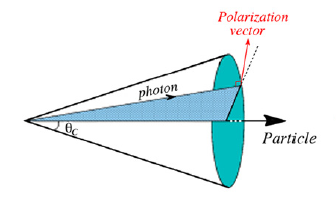 Polarization
vector
photon
θc
Particle